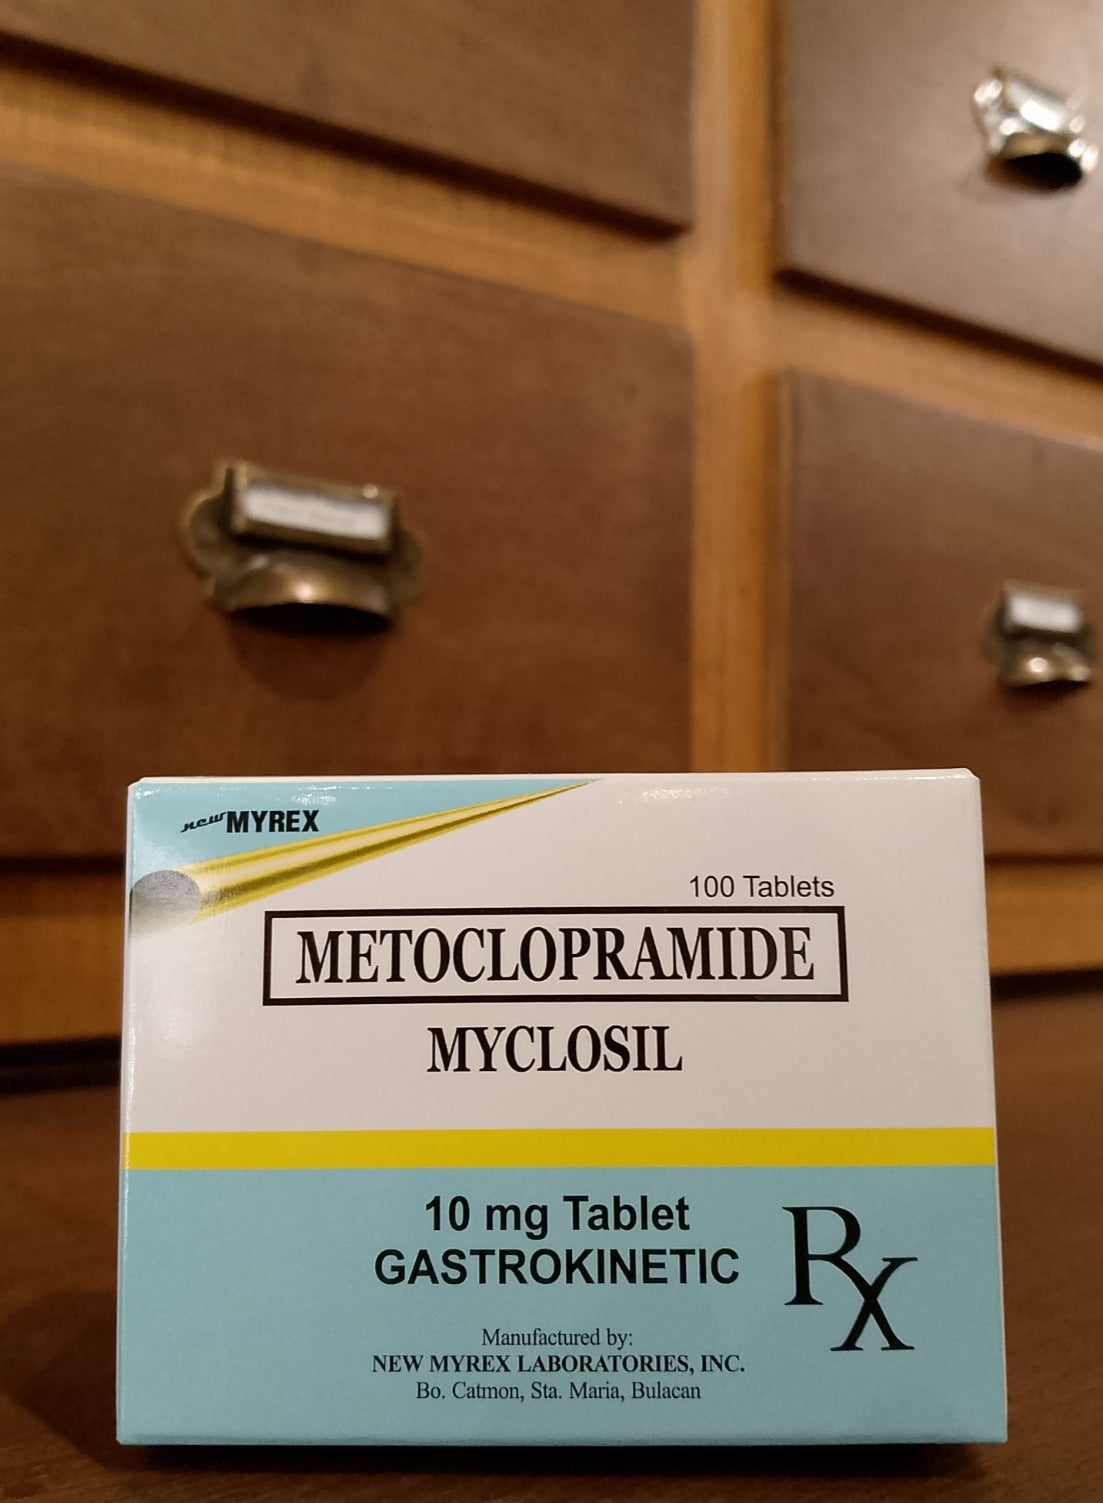 new MYREX
100 Tablets
METOCLOPRAMIDE
MYCLOSIL
10 mg Tablet
GASTROKINETIC
Rx
Manufactured by:
NEW MYREX LABORATORIES, INC.
Bo. Catmon, Sta. Maria, Bulacan